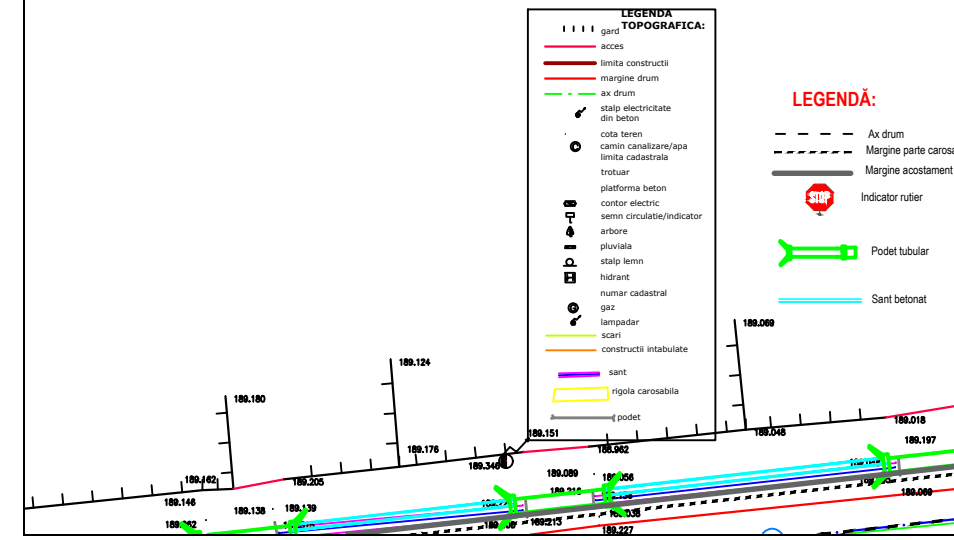 LEGENDA
TOPOGRAFICA:
gard
acces
limita constructii
margine drum
ax drum
stalp electricitate
din beton
cota teren
camin canalizare/apa
limita cadastrala
trotuar
platforma beton
contor electric
semn circulatie/indicator
arbore
pluviala
stalp lemn
hidrant
numar cadastral
gaz
lampadar
scari
constructii intabulate
sant
rigola carosabila
podet
LEGENDĂ:
Ax drum
Margine parte carosa
Margine acostament
STOP
Indicator rutier
Podet tubular
Sant betonat
189.069
189.124
189.180
189.018
189.048
189.151
189.197
189.176
189.346
189.162
189.205
189.089
189.146
189.138
189.139
189.069
189.213
189.227